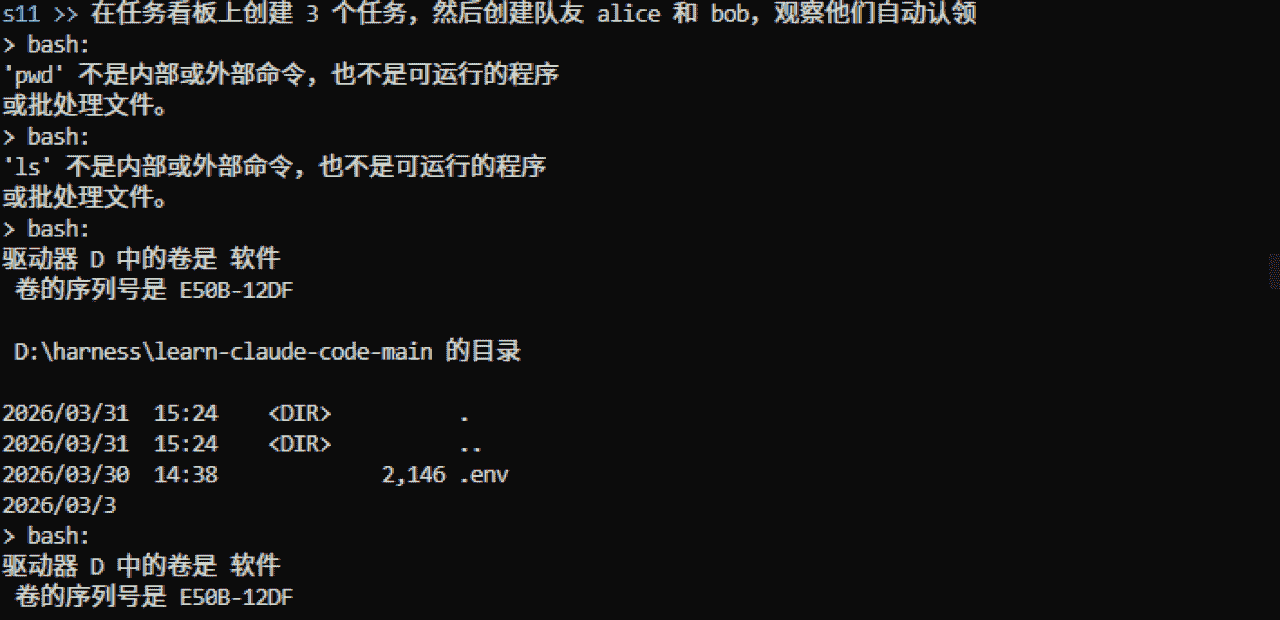 s11 >> 在任务看板上创建 3 个任务，然后创建队友 alice 和 bob，观察他们自动认领
> bash:
'pwd' 不是内部或外部命令，也不是可运行的程序
或批处理文件。
> bash:
'ls' 不是内部或外部命令，也不是可运行的程序
或批处理文件。
> bash:
驱动器 D 中的卷是 软件
卷的序列号是 E50B-12DF
D:\harness\learn-claude-code-main 的目录
2026/03/31  15:24    <DIR>          .
2026/03/31  15:24    <DIR>          ..
2026/03/30  14:38             2,146 .env
2026/03/3
> bash:
驱动器 D 中的卷是 软件
卷的序列号是 E50B-12DF